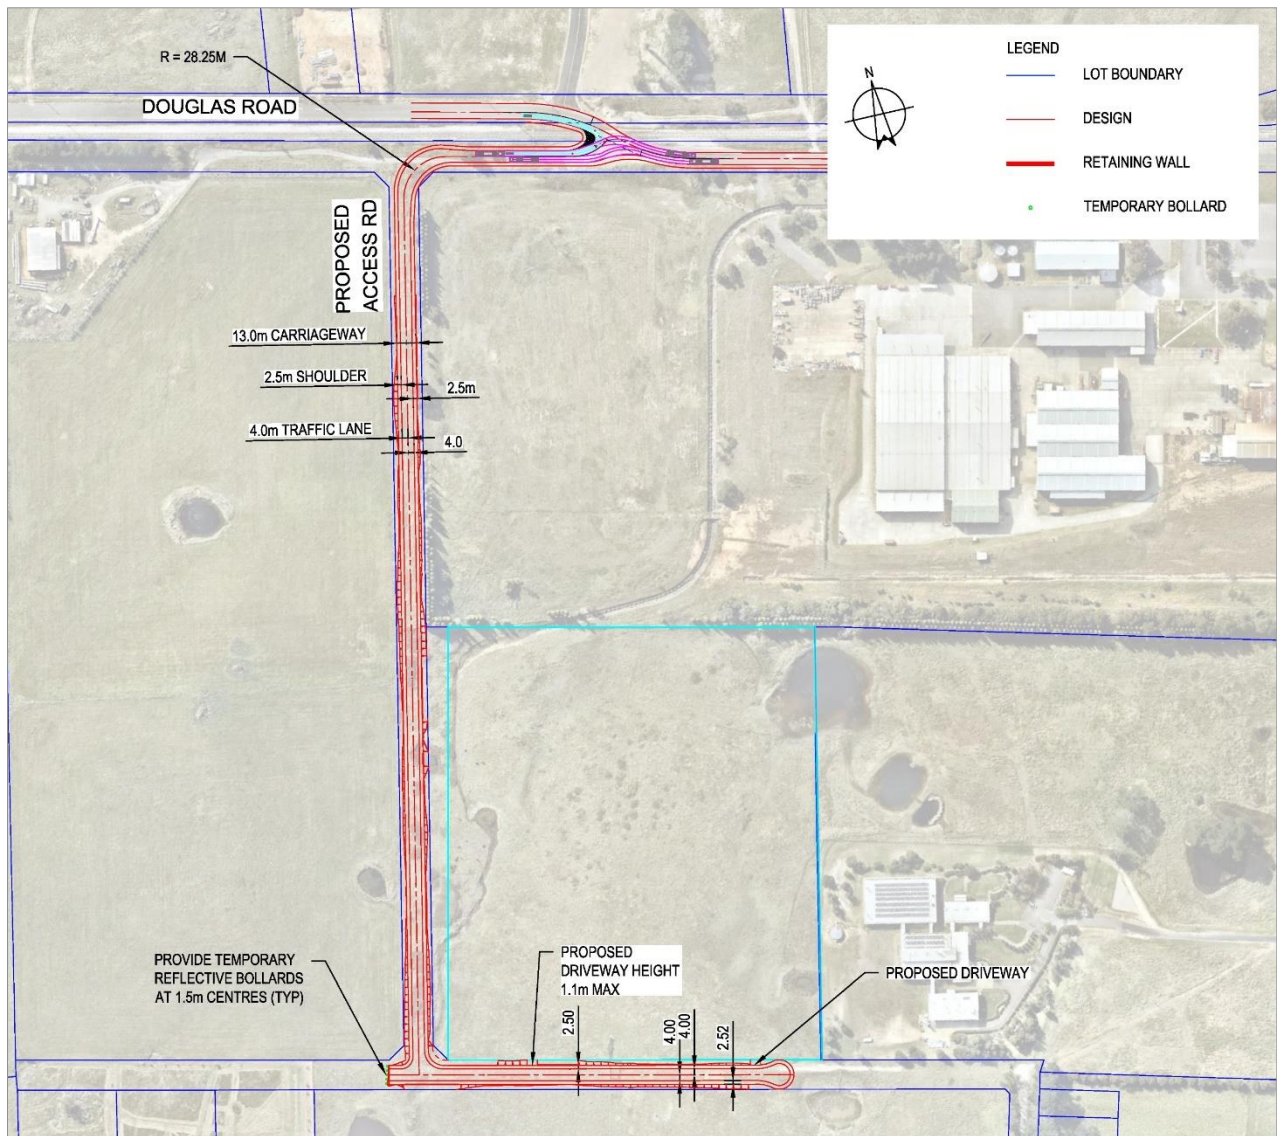 R = 28.25M
DOUGLAS ROAD
LEGEND
N
LOT BOUNDARY
DESIGN
RETAINING WALL
TEMPORARY BOLLARD
PROPOSED
ACCESS RD
13.0m CARRIAGEWAY
2.5m SHOULDER
2.5m
4.0m TRAFFIC LANE
4.0
PROVIDE TEMPORARY
REFLECTIVE BOLLARDS
AT 1.5m CENTRES (TYP)
PROPOSED
DRIVEWAY HEIGHT
1.1m MAX
PROPOSED DRIVEWAY
2.50
4.00
4.00
2.52